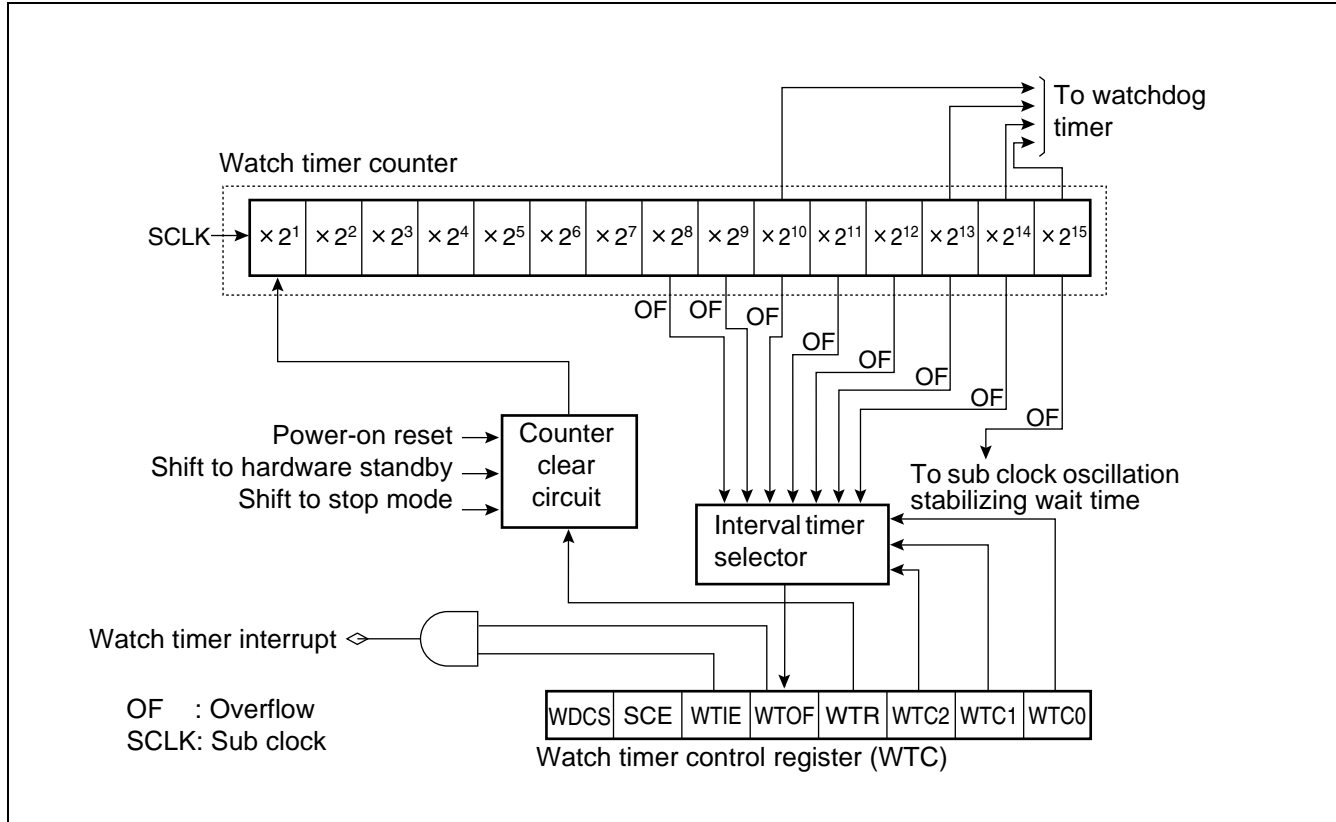 To watchdog
timer
Watch timer counter
SCLK
× 2¹ × 2² × 2³ × 2⁴ × 2⁵ × 2⁶ × 2⁷ × 2⁸ × 2⁹ × 2¹⁰ × 2¹¹ × 2¹² × 2¹³ × 2¹⁴ × 2¹⁵
OF OF OF OF OF OF OF OF
Power-on reset
Shift to hardware standby
Shift to stop mode
Counter
clear
circuit
To sub clock oscillation
stabilizing wait time
Interval timer
selector
Watch timer interrupt
OF : Overflow
SCLK: Sub clock
WDCS SCE WTIE WTOF WTR WTC2 WTC1 WTC0
Watch timer control register (WTC)